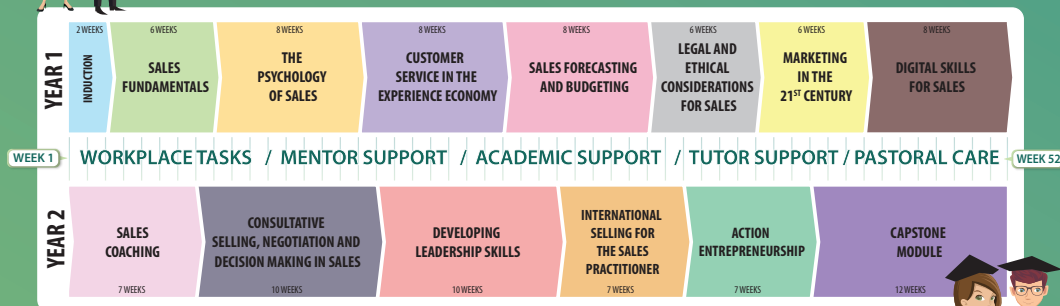 YEAR 1
2 WEEKS
INDUCTION
6 WEEKS
SALES
FUNDAMENTALS
8 WEEKS
THE
PSYCHOLOGY
OF SALES
8 WEEKS
CUSTOMER
SERVICE IN THE
EXPERIENCE ECONOMY
8 WEEKS
SALES FORECASTING
AND BUDGETING
6 WEEKS
LEGAL AND
ETHICAL
CONSIDERATIONS
FOR SALES
6 WEEKS
MARKETING
IN THE
21ST CENTURY
8 WEEKS
DIGITAL SKILLS
FOR SALES
WEEK 1
WORKPLACE TASKS / MENTOR SUPPORT / ACADEMIC SUPPORT / TUTOR SUPPORT / PASTORAL CARE
WEEK 52
YEAR 2
SALES
COACHING
7 WEEKS
CONSULTATIVE
SELLING, NEGOTIATION AND
DECISION MAKING IN SALES
10 WEEKS
DEVELOPING
LEADERSHIP SKILLS
10 WEEKS
INTERNATIONAL
SELLING FOR
THE SALES
PRACTITIONER
7 WEEKS
ACTION
ENTREPRENEURSHIP
7 WEEKS
CAPSTONE
MODULE
12 WEEKS